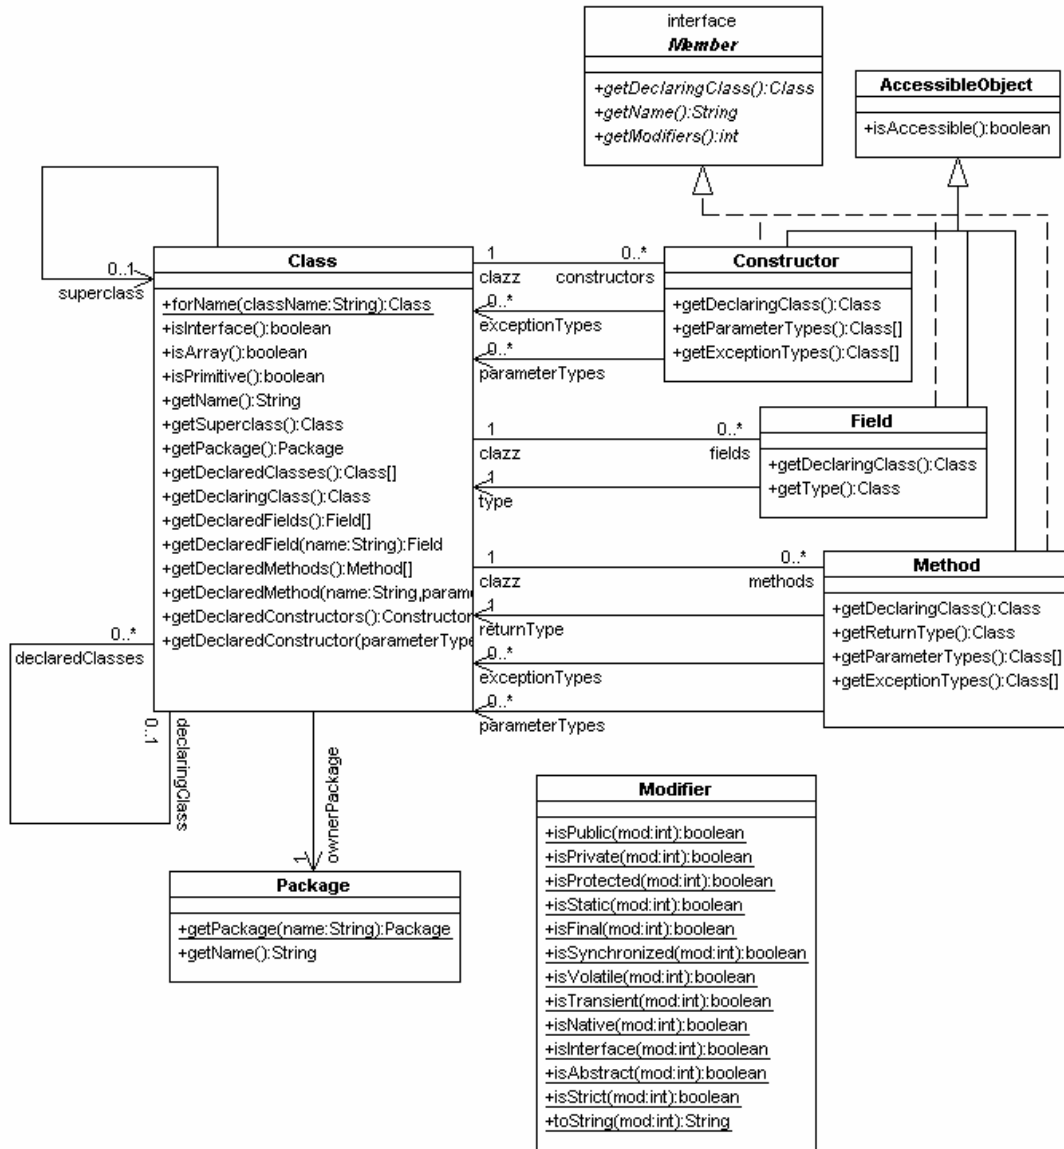 interface
Member
+getDeclaringClass():Class
+getName():String
+getModifiers():int
AccessibleObject
+isAccessible():boolean
0..1
superclass
Class
+forName(className:String):Class
+isInterface():boolean
+isArray():boolean
+isPrimitive():boolean
+getName():String
+getSuperclass():Class
+getPackage():Package
+getDeclaredClasses():Class[]
+getDeclaringClass():Class
+getDeclaredFields():Field[]
+getDeclaredField(name:String):Field
+getDeclaredMethods():Method[]
+getDeclaredMethod(name:String,parame
+getDeclaredConstructors():Constructor
+getDeclaredConstructor(parameterType
1
0..*
clazz
constructors
0..*
exceptionTypes
0..*
parameterTypes
Constructor
+getDeclaringClass():Class
+getParameterTypes():Class[]
+getExceptionTypes():Class[]
1
0..*
clazz
fields
1
type
Field
+getDeclaringClass():Class
+getType():Class
1
0..*
clazz
methods
1
returnType
0..*
exceptionTypes
0..*
parameterTypes
Method
+getDeclaringClass():Class
+getReturnType():Class
+getParameterTypes():Class[]
+getExceptionTypes():Class[]
0..*
declaredClasses
0..1
declaringClass
ownerPackage
1
Package
+getPackage(name:String):Package
+getName():String
Modifier
+isPublic(mod:int):boolean
+isPrivate(mod:int):boolean
+isProtected(mod:int):boolean
+isStatic(mod:int):boolean
+isFinal(mod:int):boolean
+isSynchronized(mod:int):boolean
+isVolatile(mod:int):boolean
+isTransient(mod:int):boolean
+isNative(mod:int):boolean
+isInterface(mod:int):boolean
+isAbstract(mod:int):boolean
+isStrict(mod:int):boolean
+toString(mod:int):String